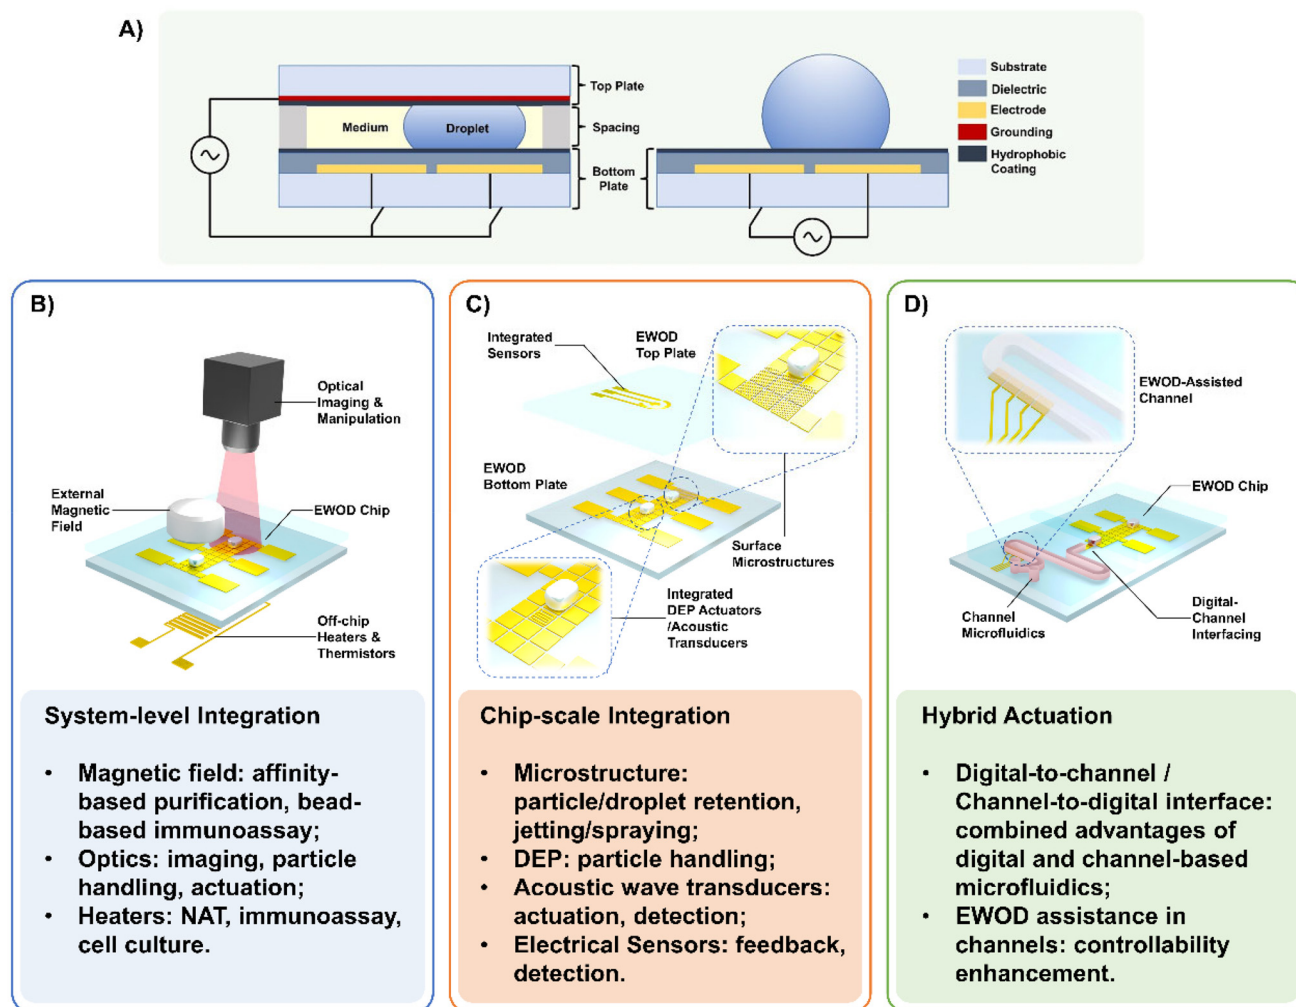 A)
Top Plate
Medium
Droplet
Spacing
Bottom
Plate
Substrate
Dielectric
Electrode
Grounding
Hydrophobic
Coating
B)
Optical
Imaging &
Manipulation
External
Magnetic
Field
EWOD Chip
Off-chip
Heaters &
Thermistors
System-level Integration
• Magnetic field: affinity-
based purification, bead-
based immunoassay;
• Optics: imaging, particle
handling, actuation;
• Heaters: NAT, immunoassay,
cell culture.
C)
Integrated
Sensors
EWOD
Top Plate
EWOD
Bottom Plate
Surface
Microstructures
Integrated
DEP Actuators
/Acoustic
Transducers
Chip-scale Integration
• Microstructure:
particle/droplet retention,
jetting/spraying;
• DEP: particle handling;
• Acoustic wave transducers:
actuation, detection;
• Electrical Sensors: feedback,
detection.
D)
EWOD-Assisted
Channel
EWOD Chip
Channel
Microfluidics
Digital-
Channel
Interfacing
Hybrid Actuation
• Digital-to-channel /
Channel-to-digital interface:
combined advantages of
digital and channel-based
microfluidics;
• EWOD assistance in
channels: controllability
enhancement.